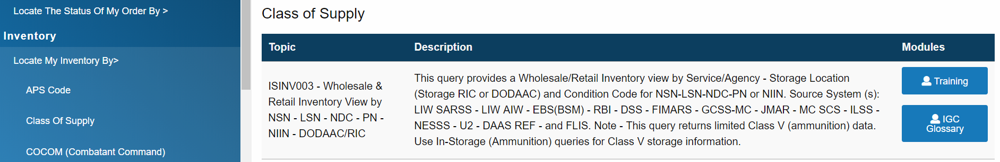 Locate The Status Of My Order By >
Inventory
Locate My Inventory By>
APS Code
Class Of Supply
COCOM (Combatant Command)
Class of Supply
Topic
Description
Modules
ISINV003 - Wholesale &
Retail Inventory View by
NSN - LSN - NDC - PN -
NIIN - DODAAC/RIC
This query provides a Wholesale/Retail Inventory view by Service/Agency - Storage Location
(Storage RIC or DODAAC) and Condition Code for NSN-LSN-NDC-PN or NIIN. Source System (s):
LIW SARSS - LIW AIW - EBS(BSM) - RBI - DSS - FIMARS - GCSS-MC - JMAR - MC SCS - ILSS -
NESSS - U2 - DAAS REF - and FLIS. Note - This query returns limited Class V (ammunition) data.
Use In-Storage (Ammunition) queries for Class V storage information.
Training
IGC
Glossary